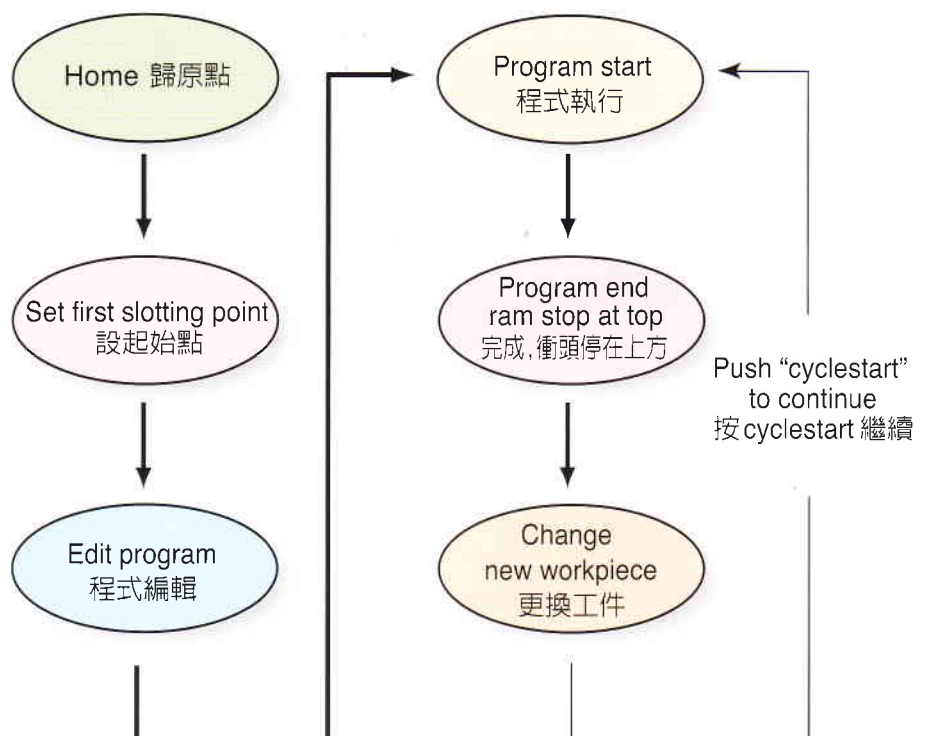 Home 歸原點
Set first slotting point
設起始點
Edit program
程式編輯
Program start
程式執行
Program end
ram stop at top
完成,衝頭停在上方
Change
new workpiece
更換工件
Push “cyclestart”
to continue
按cyclestart 繼續